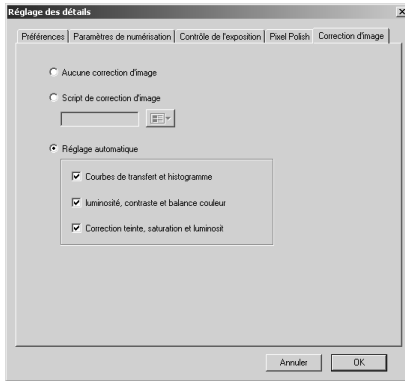 Réglage des détails
Préférences Paramètres de numérisation Contrôle de l'exposition Pixel Polish Correction d'image
Aucune correction d'image
Script de correction d'image
Réglage automatique
Courbes de transfert et histogramme
luminosité, contraste et balance couleur
Correction teinte, saturation et luminosit
Annuler OK